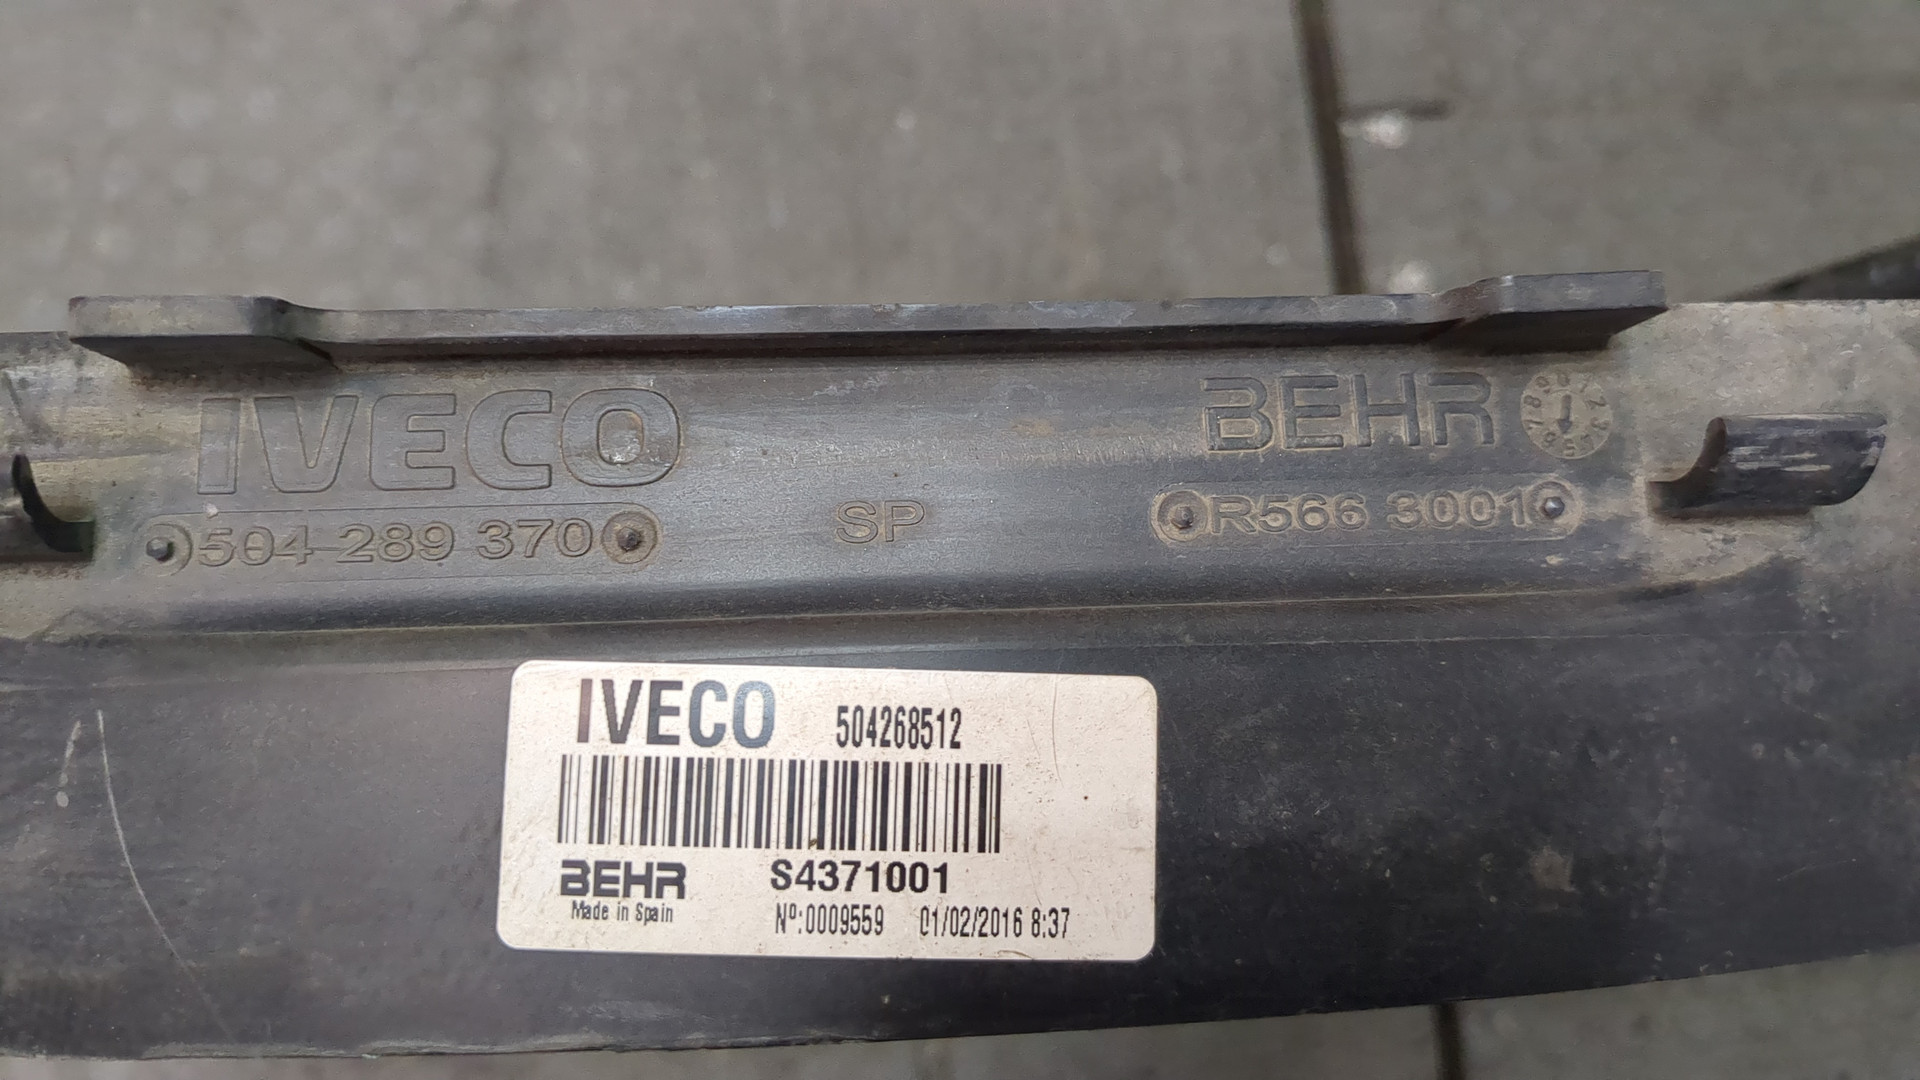 IVECO
504 289 370
SP
BEHR
R566 3001
IVECO 504268512
BEHR S4371001
Made in Spain Nº:0009559 01/02/2016 8:37